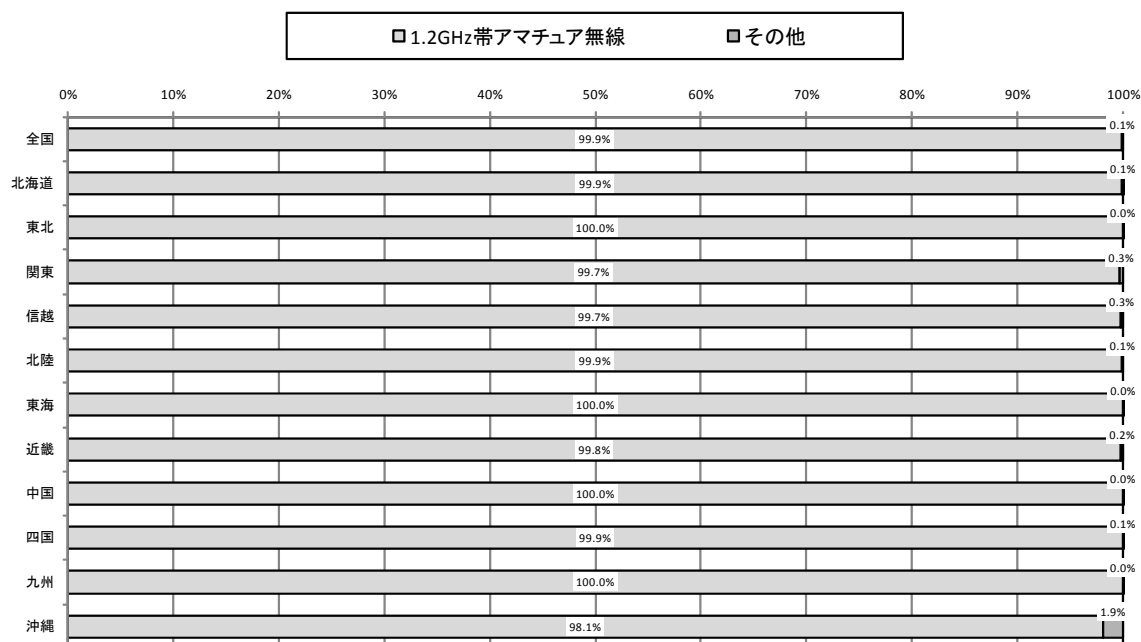 1.2GHz帯アマチュア無線 その他
0% 10% 20% 30% 40% 50% 60% 70% 80% 90% 100%
全国 99.9% 0.1%
北海道 99.9% 0.1%
東北 100.0% 0.0%
関東 99.7% 0.3%
信越 99.7% 0.3%
北陸 99.9% 0.1%
東海 100.0% 0.0%
近畿 99.8% 0.2%
中国 100.0% 0.0%
四国 99.9% 0.1%
九州 100.0% 0.0%
沖縄 98.1% 1.9%